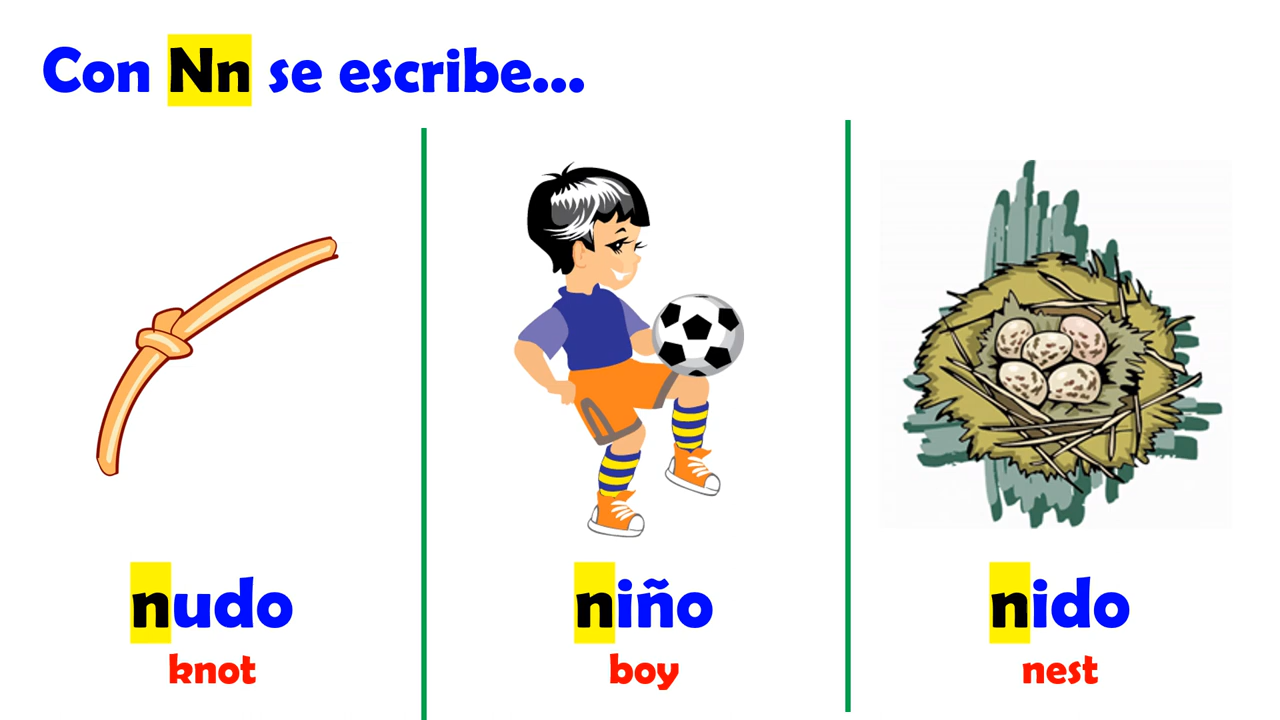 Con Nn se escribe...
nudo
knot
niño
boy
nido
nest